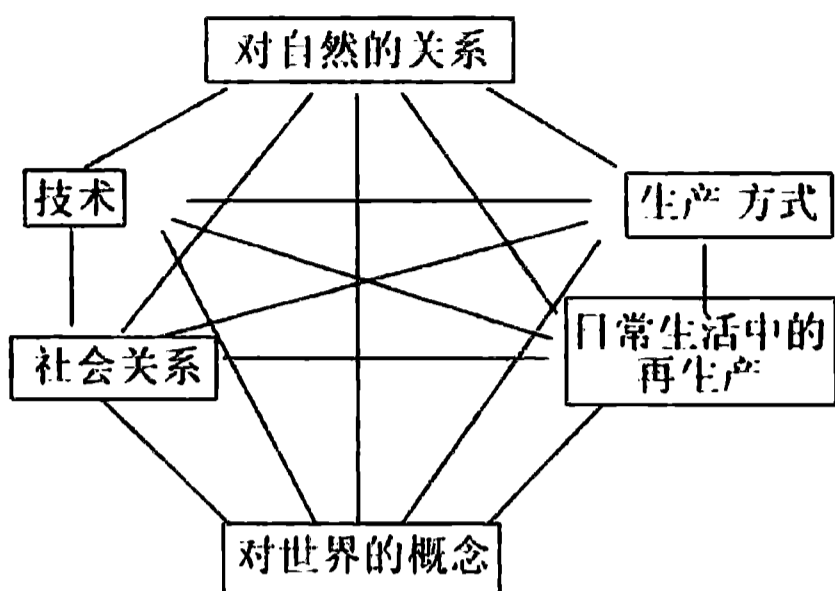 对自然的关系
技术
生产方式
社会关系
日常生活中的
再生产
对世界的概念